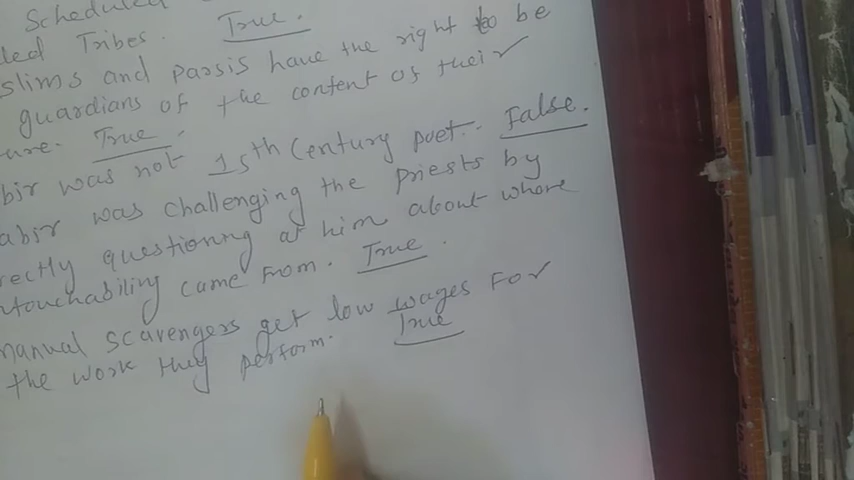 Scheduled
led Tribes. True.
slims and Parsis have the right to be
guardians of the content of their
ure. True.
bir was not 15th Century poet. False.
abir was challenging the Priests by
rectly questioning at him about where
ntouchability came from. True.
manual scavengers get low wages for
the work they perform. True